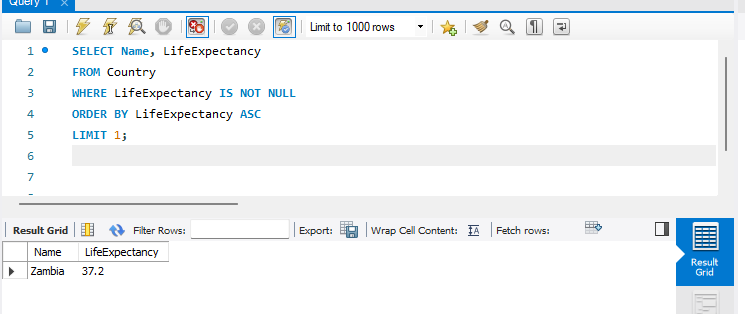 Query 1
Limit to 1000 rows
1 SELECT Name, LifeExpectancy
2 FROM Country
3 WHERE LifeExpectancy IS NOT NULL
4 ORDER BY LifeExpectancy ASC
5 LIMIT 1;
6
7
Result Grid Filter Rows: Export: Wrap Cell Content: Fetch rows:
Name LifeExpectancy
Zambia 37.2
Result
Grid